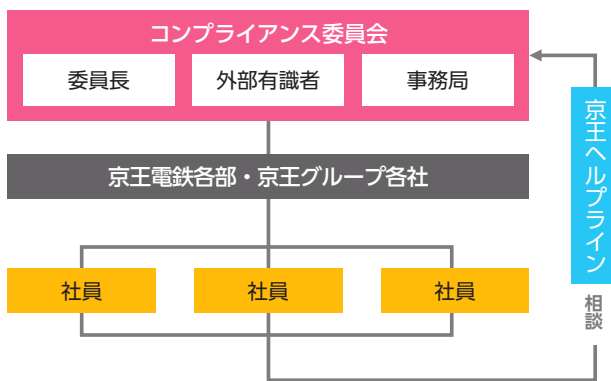 コンプライアンス委員会
委員長
外部有識者
事務局
京王ヘルプライン
京王電鉄各部・京王グループ各社
社員
社員
社員
相談